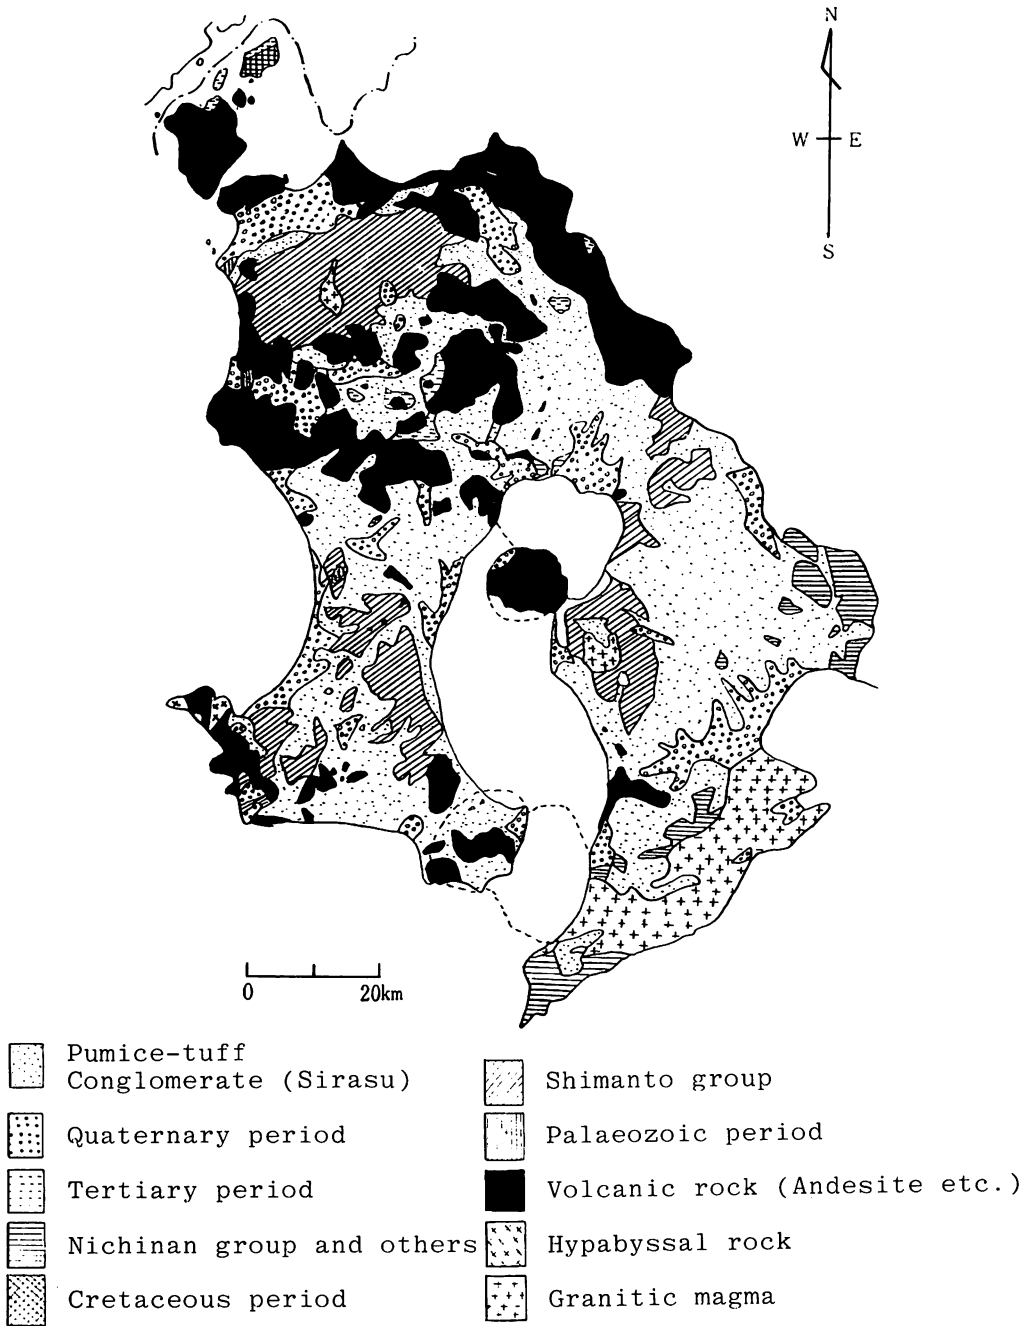 N
W E
S
0 20km
Pumice-tuff
Conglomerate (Sirasu)
Quaternary period
Tertiary period
Nichinan group and others
Cretaceous period
Shimanto group
Palaeozoic period
Volcanic rock (Andesite etc.)
Hypabyssal rock
Granitic magma